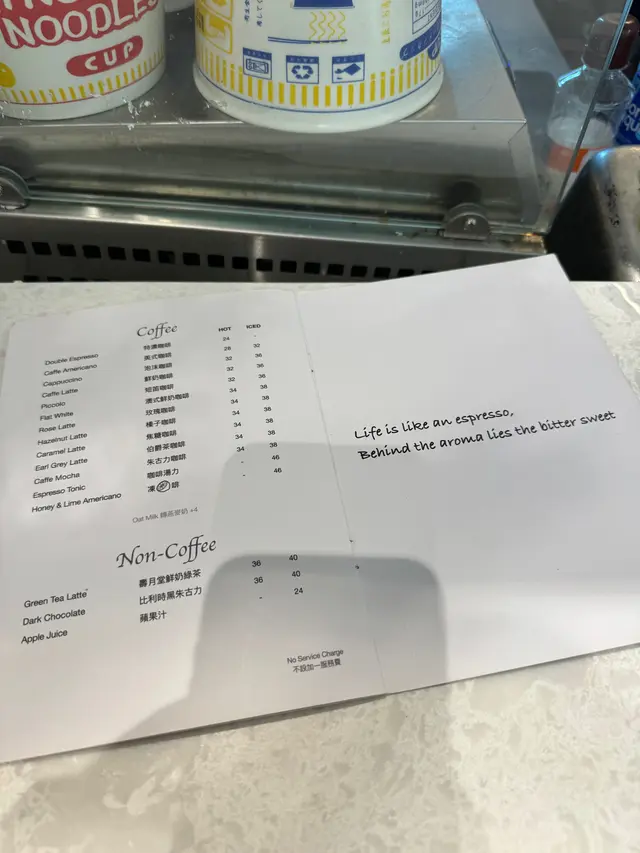 NOODLES
CUP
Coffee HOT ICED
Double Espresso 特濃咖啡 24 -
Caffe Americano 美式咖啡 28 32
Cappuccino 泡沫咖啡 32 36
Caffe Latte 鮮奶咖啡 32 36
Piccolo 短笛咖啡 32 36
Flat White 澳式鮮奶咖啡 34 38
Rose Latte 玫瑰咖啡 34 38
Hazelnut Latte 榛子咖啡 34 38
Caramel Latte 焦糖咖啡 34 38
Earl Grey Latte 伯爵茶咖啡 34 38
Caffe Mocha 朱古力咖啡 34 38
Espresso Tonic 咖啡湯力 - 46
Honey & Lime Americano 凍啡 - 46
Oat Milk 轉燕麥奶 +4
Non-Coffee
Green Tea Latte 壽月堂鮮奶綠茶 36 40
Dark Chocolate 比利時黑朱古力 36 40
Apple Juice 蘋果汁 - 24
No Service Charge
不設加一服務費
Life is like an espresso,
Behind the aroma lies the bitter sweet